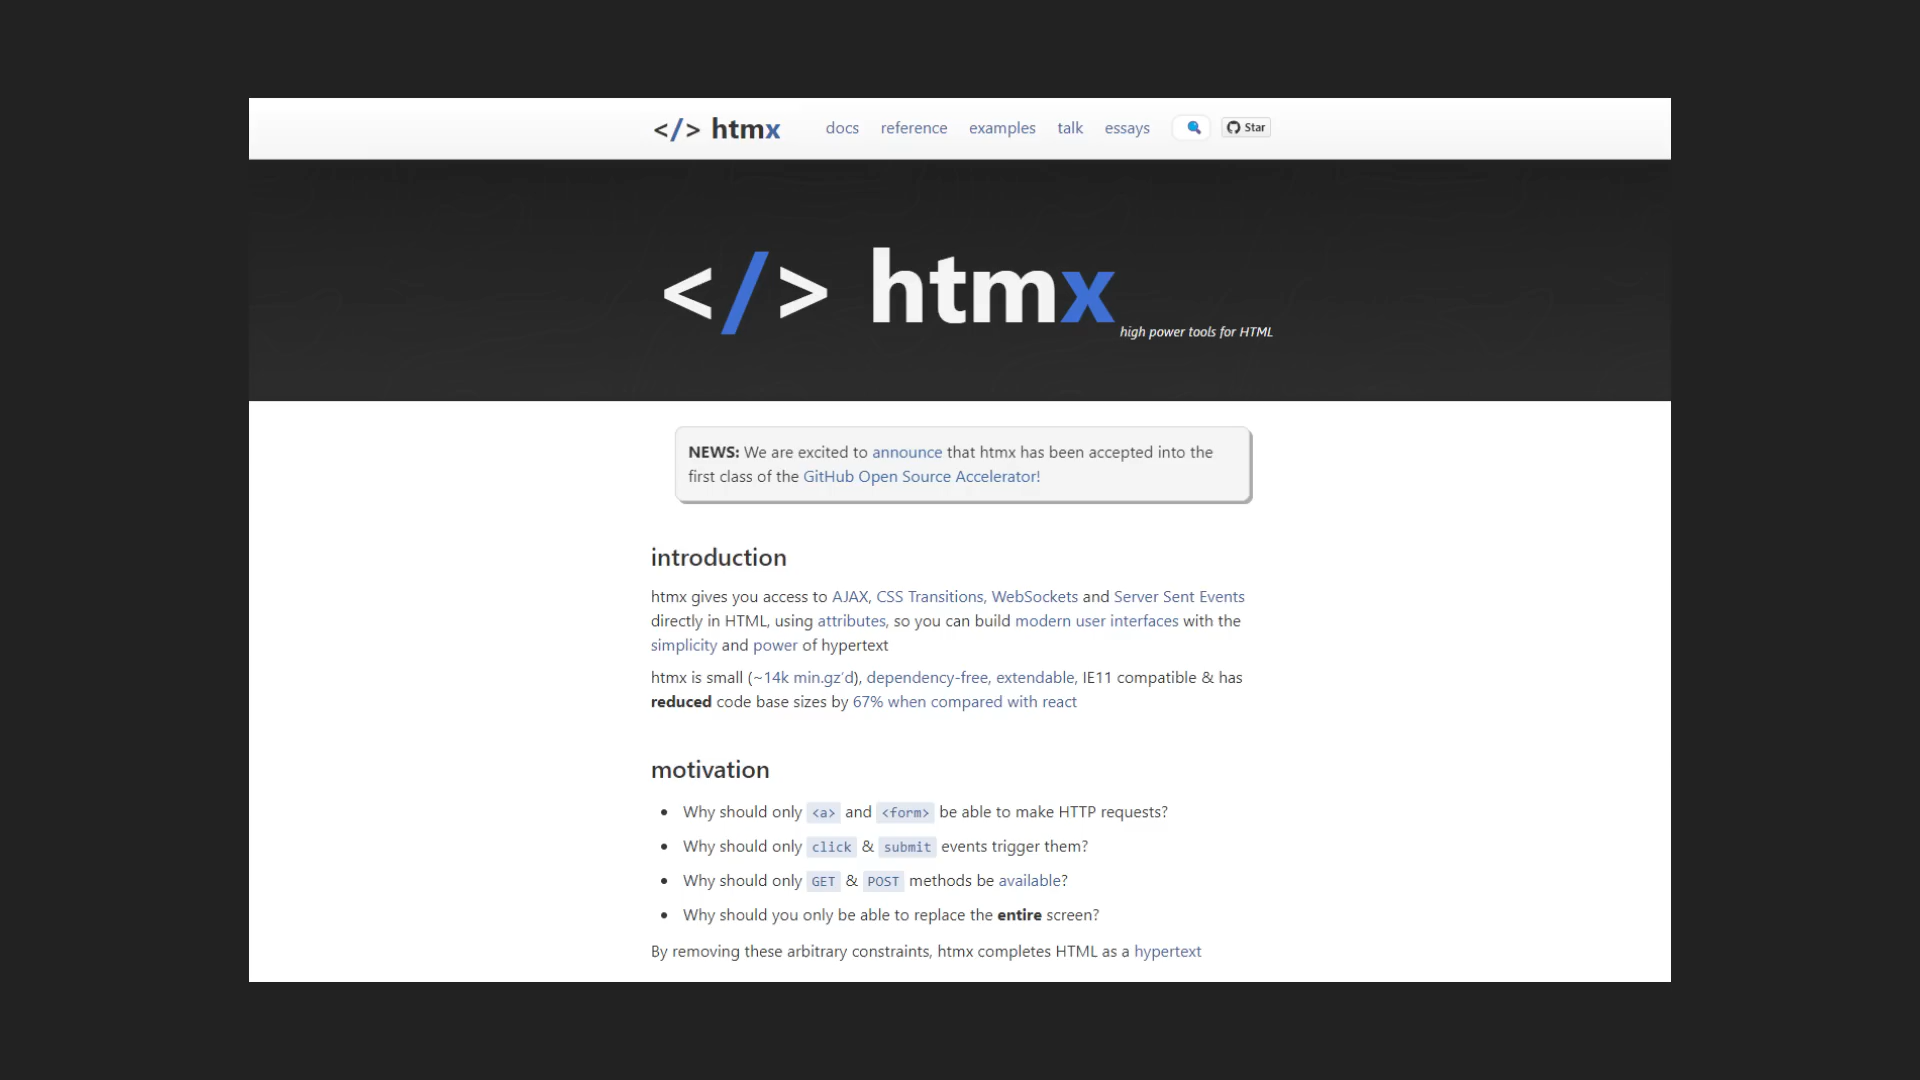 </> htmx docs reference examples talk essays Star
</> htmx
high power tools for HTML
NEWS: We are excited to announce that htmx has been accepted into the
first class of the GitHub Open Source Accelerator!
introduction
htmx gives you access to AJAX, CSS Transitions, WebSockets and Server Sent Events
directly in HTML, using attributes, so you can build modern user interfaces with the
simplicity and power of hypertext
htmx is small (~14k min.gz'd), dependency-free, extendable, IE11 compatible & has
reduced code base sizes by 67% when compared with react
motivation
• Why should only <a> and <form> be able to make HTTP requests?
• Why should only click & submit events trigger them?
• Why should only GET & POST methods be available?
• Why should you only be able to replace the entire screen?
By removing these arbitrary constraints, htmx completes HTML as a hypertext